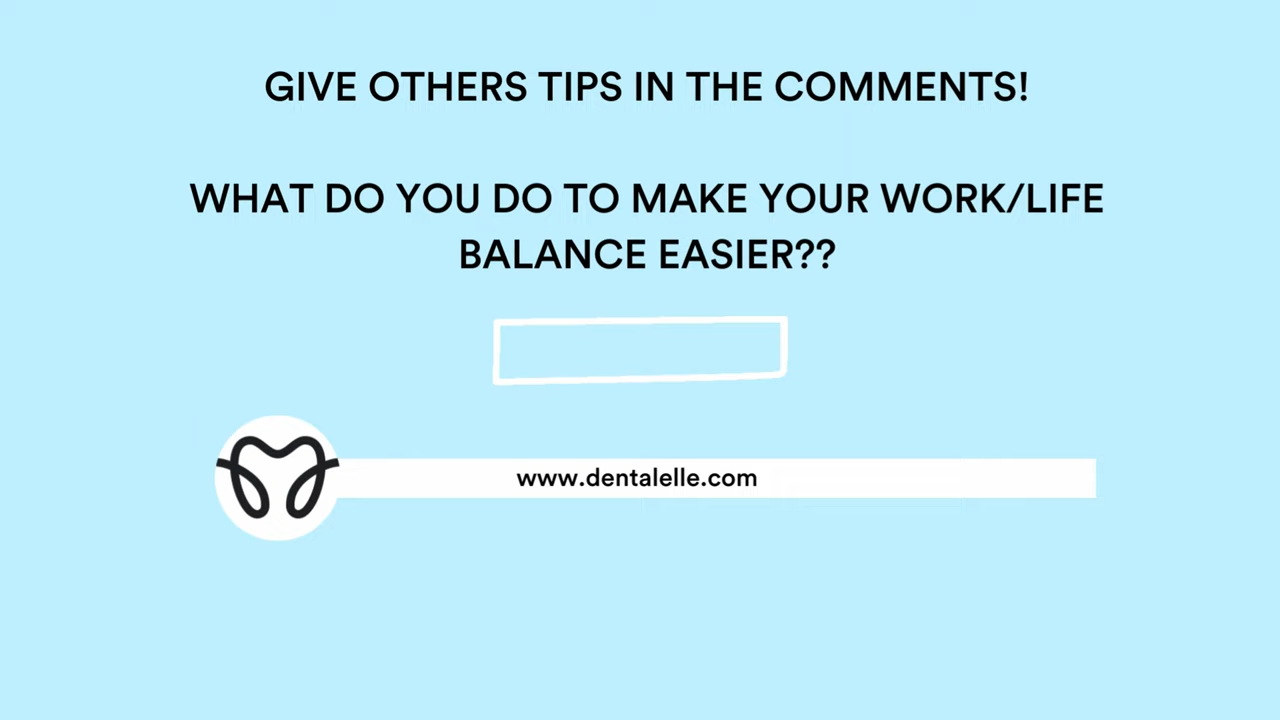 GIVE OTHERS TIPS IN THE COMMENTS!
WHAT DO YOU DO TO MAKE YOUR WORK/LIFE
BALANCE EASIER??
www.dentalelle.com